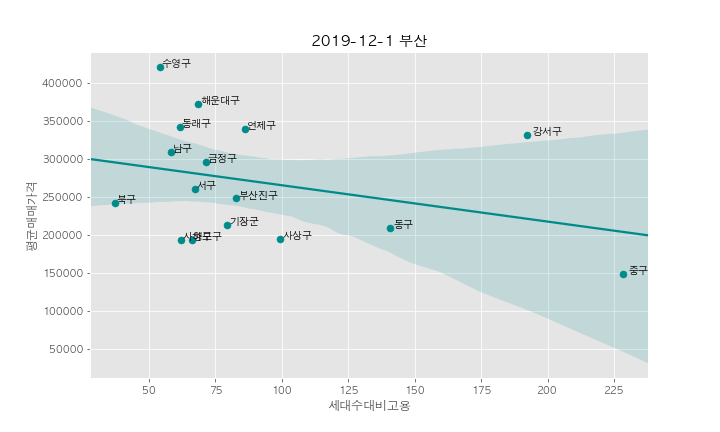 2019-12-1 부산
수영구
해운대구
동래구
연제구
강서구
남구
금정구
서구
부산진구
북구
기장군
동구
사상구
중구
평균매매가격
400000
350000
300000
250000
200000
150000
100000
50000
50
75
100
125
150
175
200
225
세대수대비고용